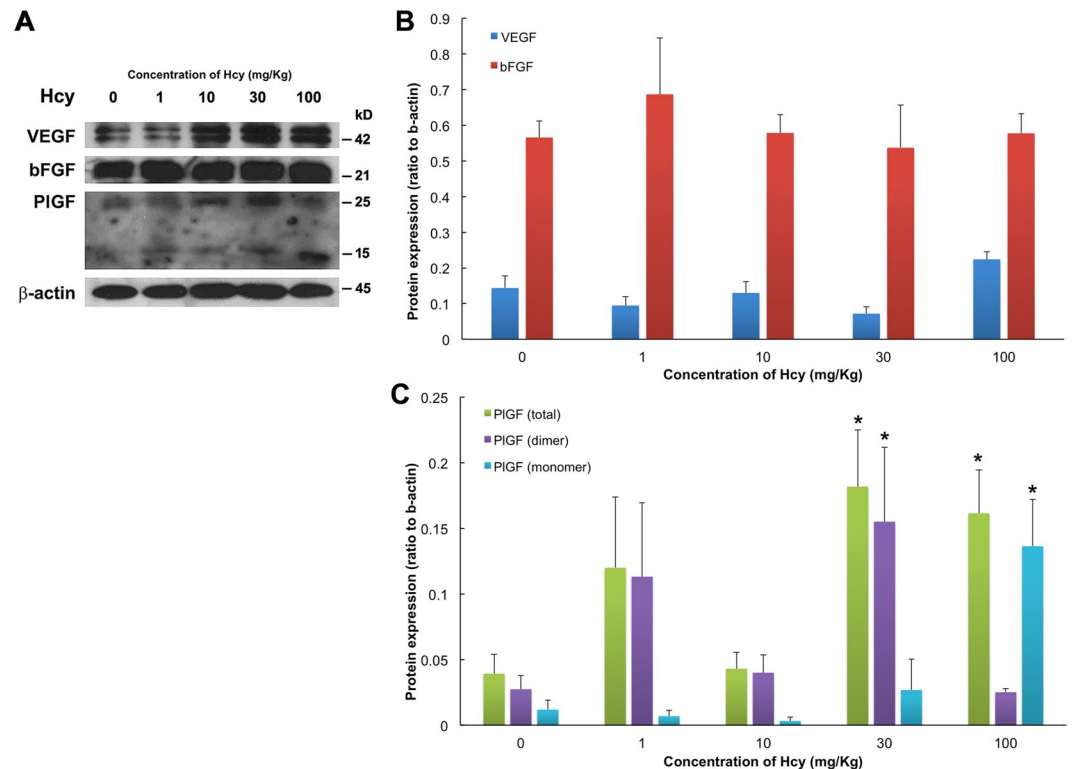 A
Concentration of Hcy (mg/Kg)
Hcy 0 1 10 30 100
kD
VEGF 42
bFGF 21
PlGF 25
15
β-actin 45
B
VEGF
bFGF
Protein expression (ratio to b-actin)
0.9
0.8
0.7
0.6
0.5
0.4
0.3
0.2
0.1
0
0 1 10 30 100
Concentration of Hcy (mg/Kg)
C
PlGF (total)
PlGF (dimer)
PlGF (monomer)
Protein expression (ratio to b-actin)
0.25
0.2
0.15
0.1
0.05
0
* * * *
0 1 10 30 100
Concentration of Hcy (mg/Kg)